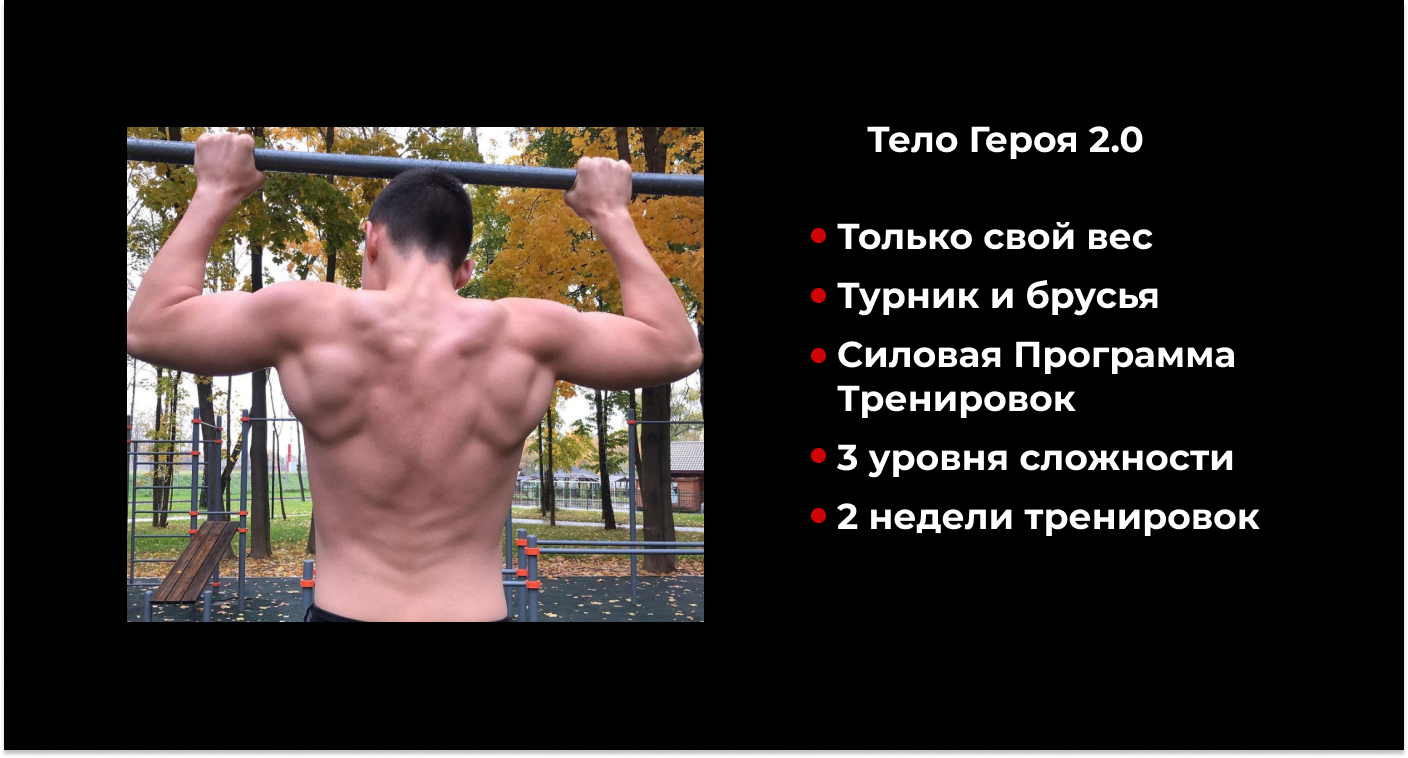 Тело Героя 2.0
Только свой вес
Турник и брусья
Силовая Программа
Тренировок
3 уровня сложности
2 недели тренировок